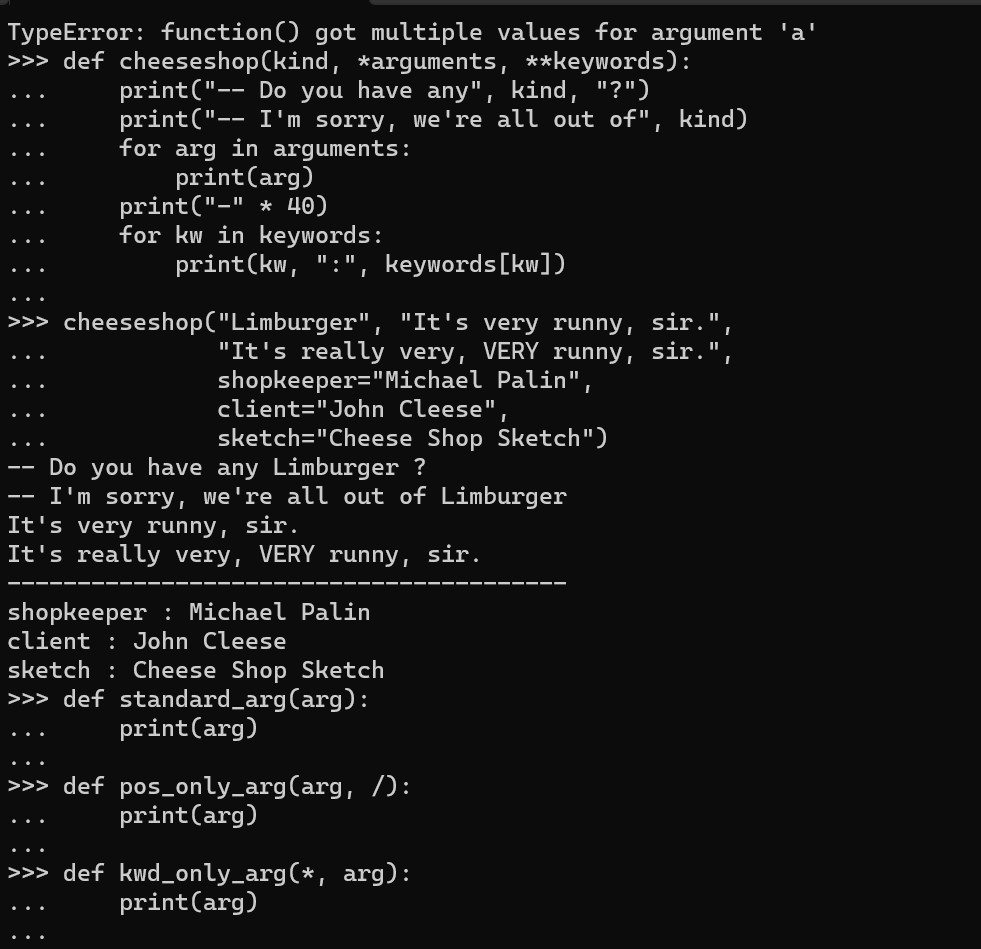 TypeError: function() got multiple values for argument 'a'
>>> def cheeseshop(kind, *arguments, **keywords):
...     print("-- Do you have any", kind, "?")
...     print("-- I'm sorry, we're all out of", kind)
...     for arg in arguments:
...         print(arg)
...     print("-" * 40)
...     for kw in keywords:
...         print(kw, ":", keywords[kw])
...
>>> cheeseshop("Limburger", "It's very runny, sir.",
...            "It's really very, VERY runny, sir.",
...            shopkeeper="Michael Palin",
...            client="John Cleese",
...            sketch="Cheese Shop Sketch")
-- Do you have any Limburger ?
-- I'm sorry, we're all out of Limburger
It's very runny, sir.
It's really very, VERY runny, sir.
----------------------------------------
shopkeeper : Michael Palin
client : John Cleese
sketch : Cheese Shop Sketch
>>> def standard_arg(arg):
...     print(arg)
...
>>> def pos_only_arg(arg, /):
...     print(arg)
...
>>> def kwd_only_arg(*, arg):
...     print(arg)
...